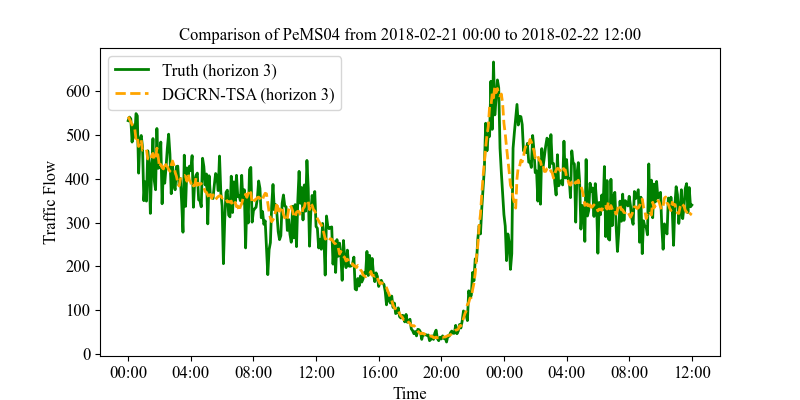 Comparison of PeMS04 from 2018-02-21 00:00 to 2018-02-22 12:00
Truth (horizon 3)
DGCRN-TSA (horizon 3)
Traffic Flow
600
500
400
300
200
100
0
00:00 04:00 08:00 12:00 16:00 20:00 00:00 04:00 08:00 12:00
Time